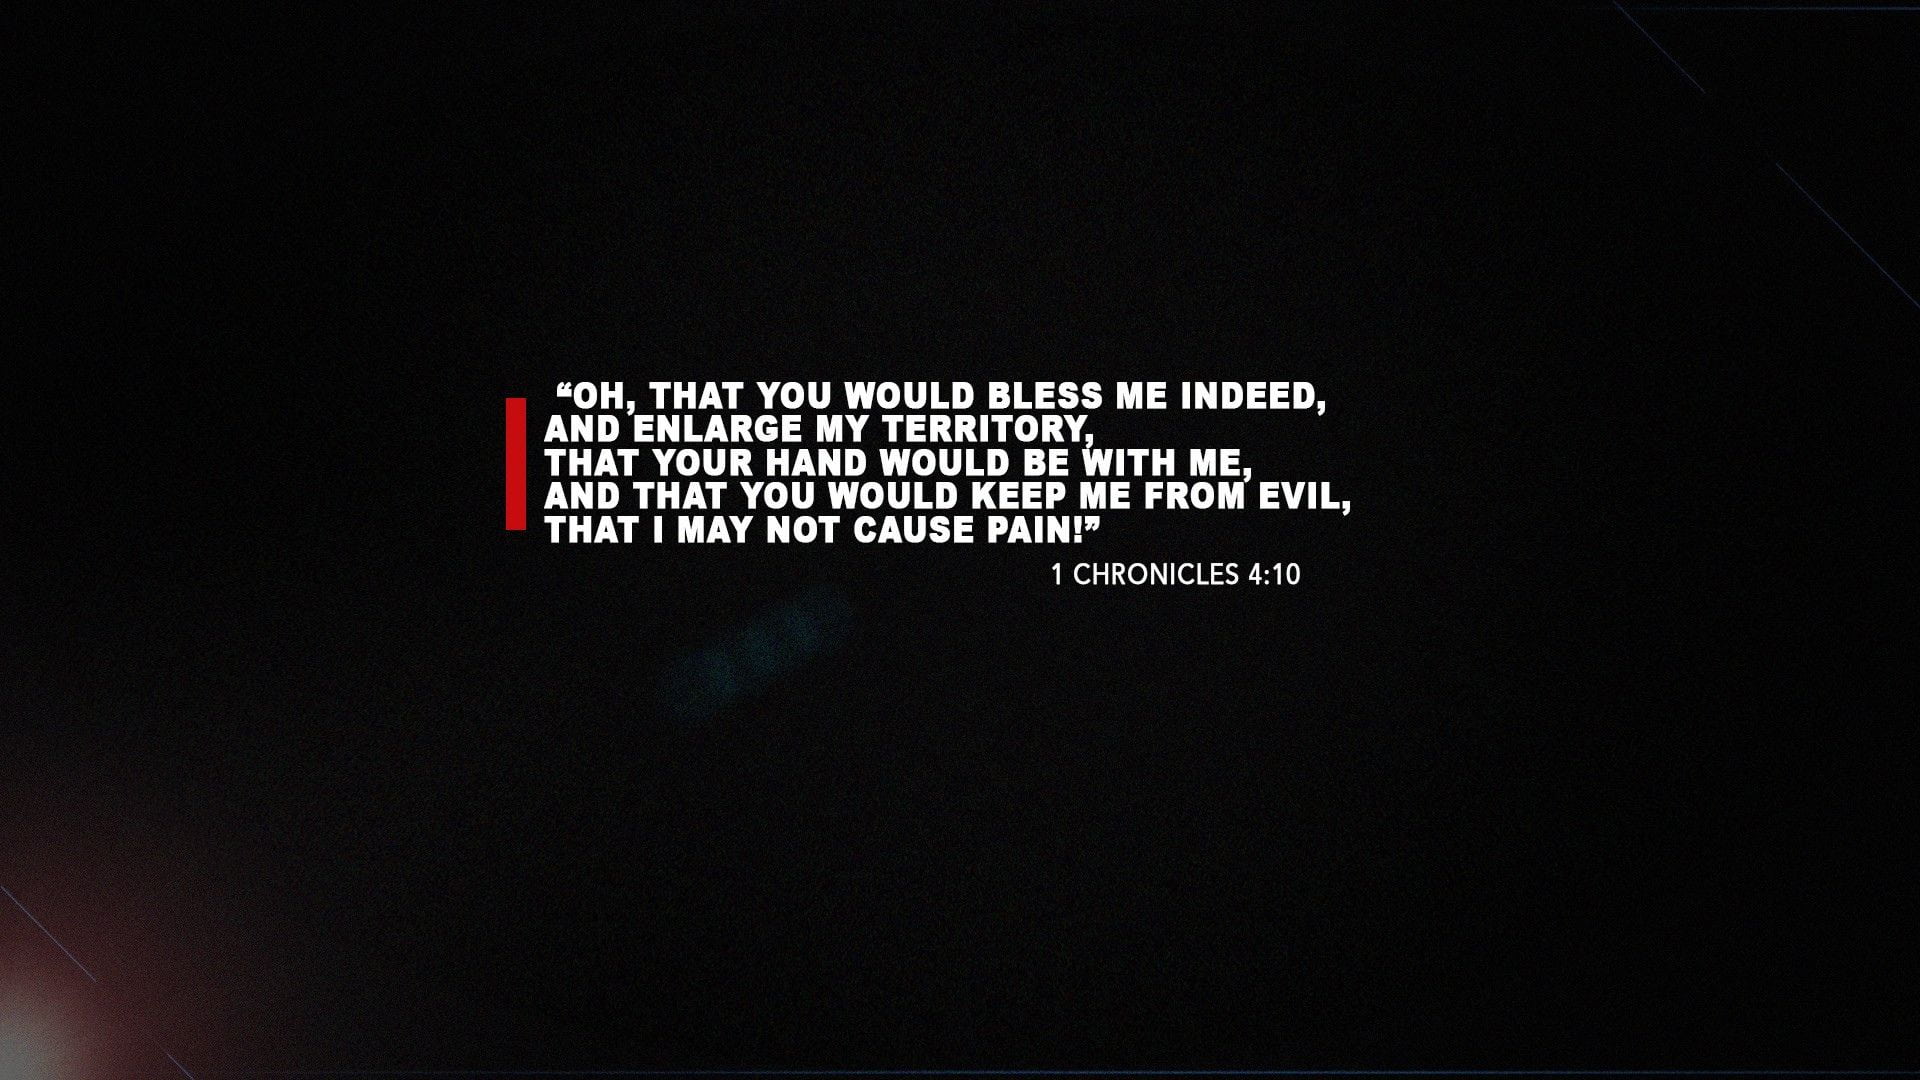 “OH, THAT YOU WOULD BLESS ME INDEED,
AND ENLARGE MY TERRITORY,
THAT YOUR HAND WOULD BE WITH ME,
AND THAT YOU WOULD KEEP ME FROM EVIL,
THAT I MAY NOT CAUSE PAIN!”
1 CHRONICLES 4:10